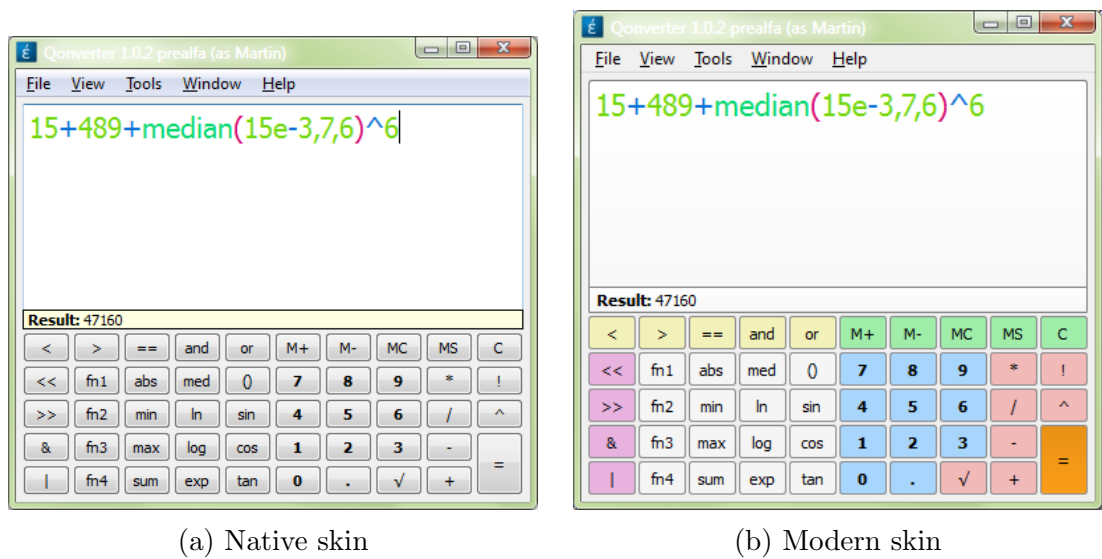 Qonverter 1.0.2 prealfa (as Martin)
File View Tools Window Help
15+489+median(15e-3,7,6)^6
Result: 47160
< > == and or M+ M- MC MS C
<< fn1 abs med () 7 8 9 * !
>> fn2 min ln sin 4 5 6 / ^
& fn3 max log cos 1 2 3 - =
| fn4 sum exp tan 0 . √ +
(a) Native skin
Qonverter 1.0.2 prealfa (as Martin)
File View Tools Window Help
15+489+median(15e-3,7,6)^6
Result: 47160
< > == and or M+ M- MC MS C
<< fn1 abs med () 7 8 9 * !
>> fn2 min ln sin 4 5 6 / ^
& fn3 max log cos 1 2 3 - =
| fn4 sum exp tan 0 . √ +
(b) Modern skin